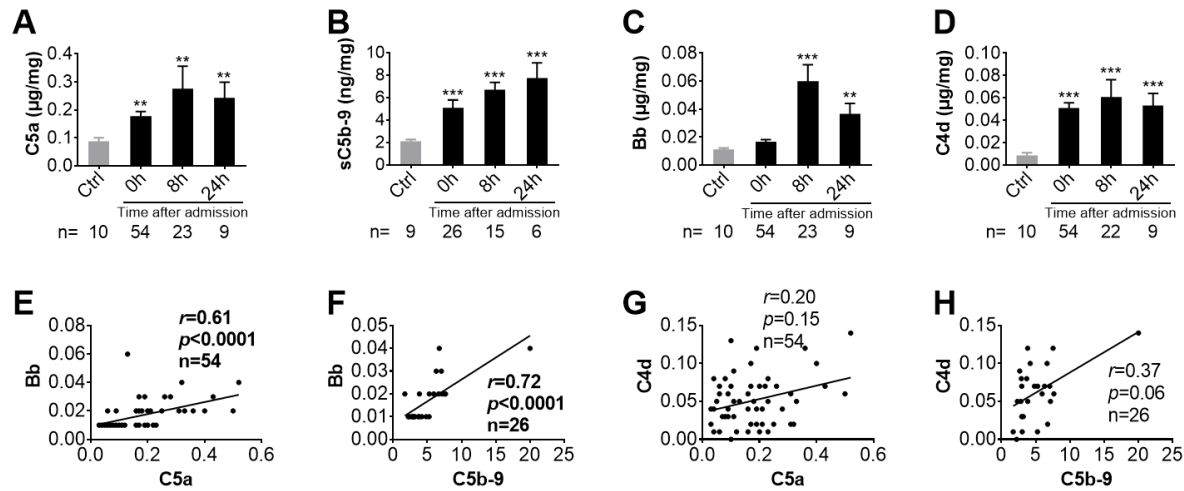 A
C5a (µg/mg)
0.4
0.3
0.2
0.1
0.0
**
**
**
Ctrl
0h
8h
24h
Time after admission
n= 10 54 23 9
B
sC5b-9 (ng/mg)
10
8
6
4
2
0
***
***
***
Ctrl
0h
8h
24h
Time after admission
n= 9 26 15 6
C
Bb (µg/mg)
0.08
0.06
0.04
0.02
0.00
***
**
Ctrl
0h
8h
24h
Time after admission
n= 10 54 23 9
D
C4d (µg/mg)
0.10
0.08
0.06
0.04
0.02
0.00
***
***
***
Ctrl
0h
8h
24h
Time after admission
n= 10 54 22 9
E
Bb
0.08
0.06
0.04
0.02
0.00
r=0.61
p<0.0001
n=54
0.0 0.2 0.4 0.6
C5a
F
Bb
0.05
0.04
0.03
0.02
0.01
0.00
r=0.72
p<0.0001
n=26
0 5 10 15 20 25
C5b-9
G
C4d
0.15
0.10
0.05
0.00
r=0.20
p=0.15
n=54
0.0 0.2 0.4 0.6
C5a
H
C4d
0.15
0.10
0.05
0.00
r=0.37
p=0.06
n=26
0 5 10 15 20 25
C5b-9